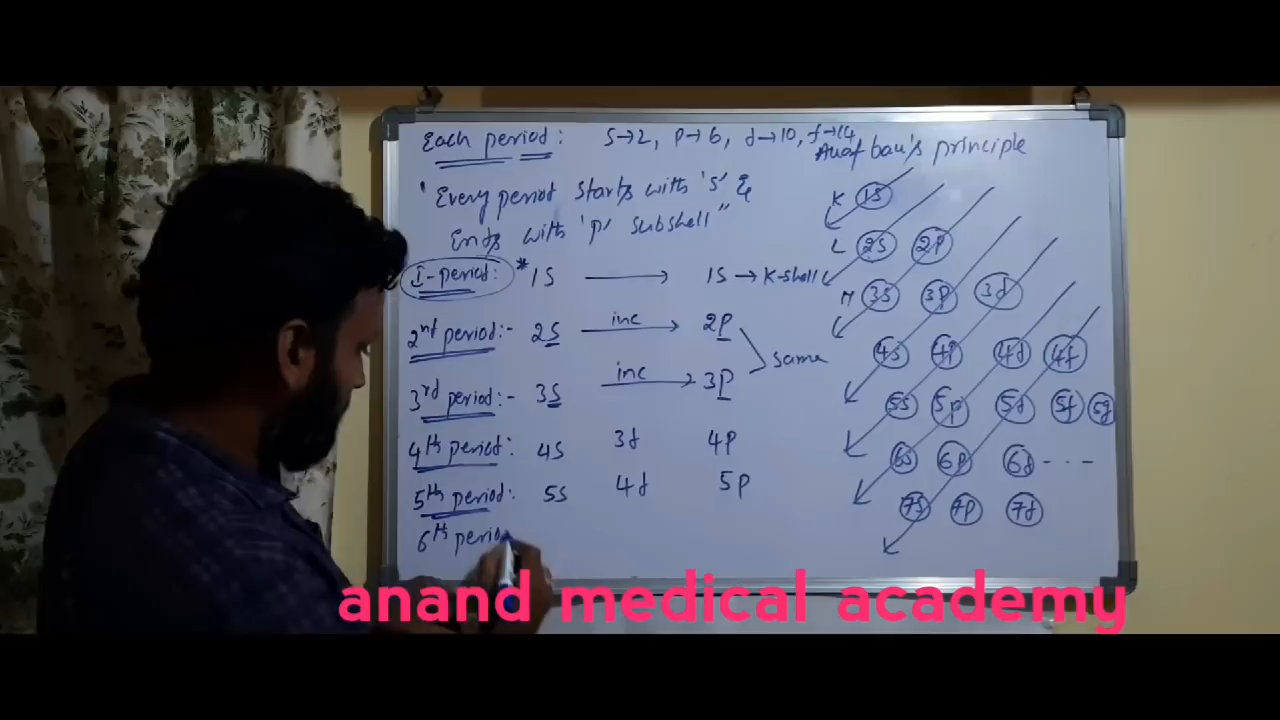 Each period: S→2, P→6, d→10, f→14
Auaf bau's principle
'Every period starts with 's' &
Ends with 'p' subshell"
I-period: * 1S → 1S → K-shell
2nd period:- 2S inc → 2P
same
3rd period:- 3S inc → 3P
4th period: 4S 3d 4P
5th period: 5S 4d 5P
6th perio
K 1S
L 2S 2P
M 3S 3P 3d
4S 4P 4d 4f
5S 5P 5d 5f 5g
6S 6P 6d - - -
7S 7P 7d
anand medical academy